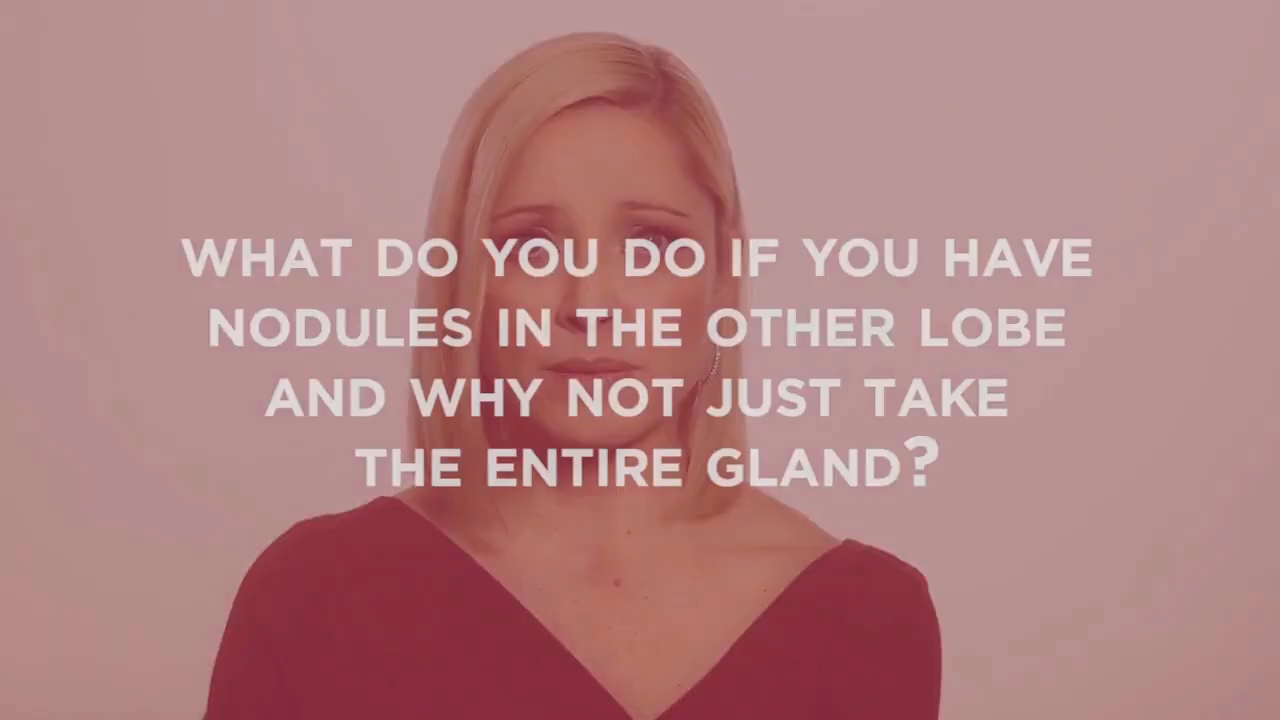 WHAT DO YOU DO IF YOU HAVE
NODULES IN THE OTHER LOBE
AND WHY NOT JUST TAKE
THE ENTIRE GLAND?